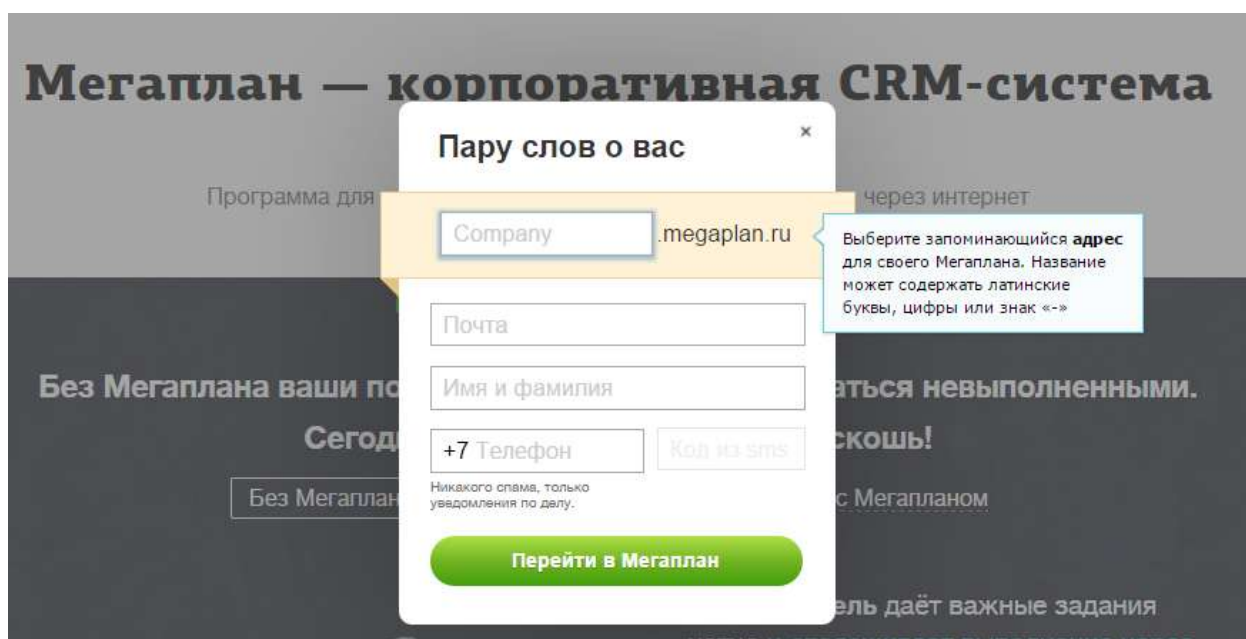 Мегаплан — корпоративная CRM-система
Пару слов о вас
×
Программа для
через интернет
Company .megaplan.ru
Выберите запоминающийся адрес
для своего Мегаплана. Название
может содержать латинские
буквы, цифры или знак «-»
Почта
Имя и фамилия
+7 Телефон
Код из sms
Никакого спама, только
уведомления по делу.
Перейти в Мегаплан
Без Мегаплана ваши по
аться невыполненными.
Сегод
скошь!
Без Мегаплан
с Мегапланом
ель даёт важные задания